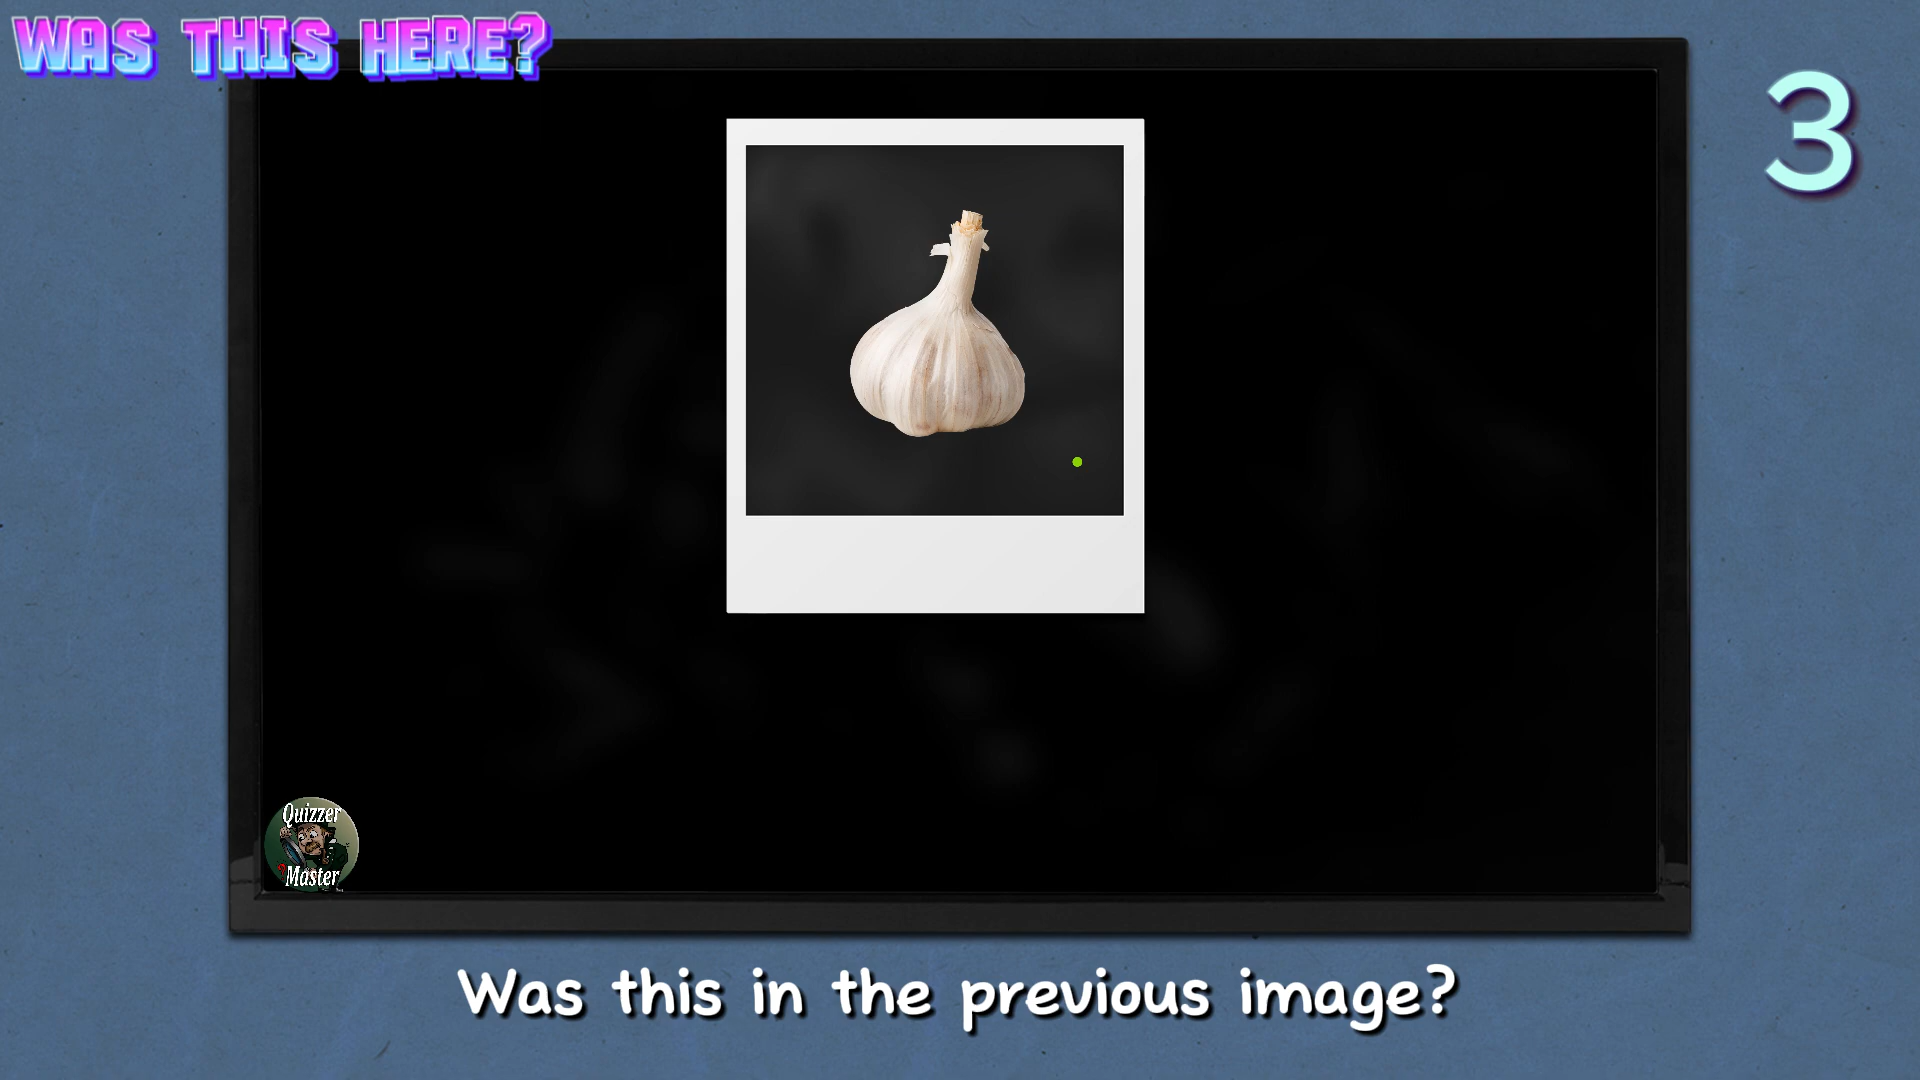 WAS THIS HERE?
3
Quizzer
Master
Was this in the previous image?